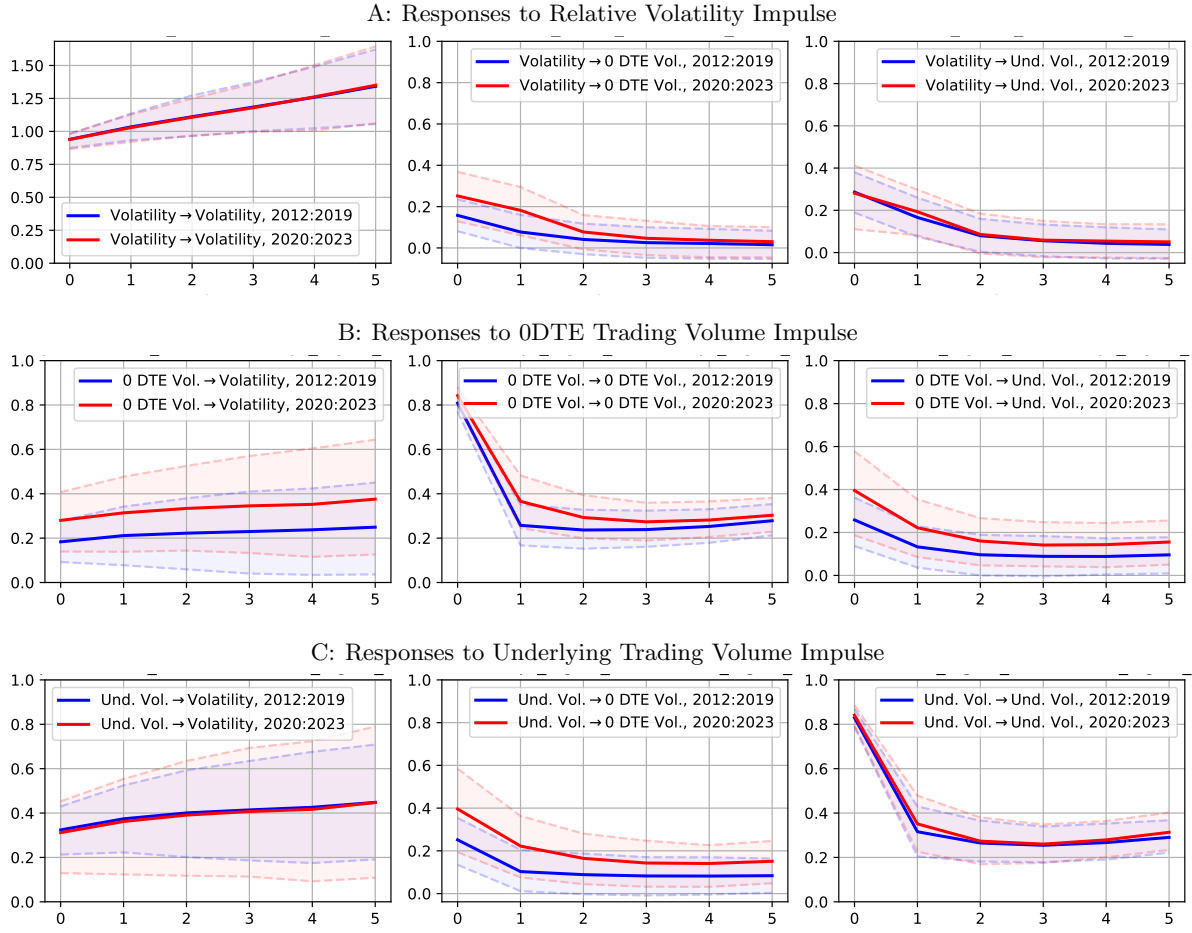 A: Responses to Relative Volatility Impulse
1.50
1.25
1.00
0.75
0.50
0.25
0.00
Volatility→Volatility, 2012:2019
Volatility→Volatility, 2020:2023
0 1 2 3 4 5
1.0
0.8
0.6
0.4
0.2
0.0
Volatility→0 DTE Vol., 2012:2019
Volatility→0 DTE Vol., 2020:2023
0 1 2 3 4 5
1.0
0.8
0.6
0.4
0.2
0.0
Volatility→Und. Vol., 2012:2019
Volatility→Und. Vol., 2020:2023
0 1 2 3 4 5
B: Responses to 0DTE Trading Volume Impulse
1.0
0.8
0.6
0.4
0.2
0.0
0 DTE Vol.→Volatility, 2012:2019
0 DTE Vol.→Volatility, 2020:2023
0 1 2 3 4 5
1.0
0.8
0.6
0.4
0.2
0.0
0 DTE Vol.→0 DTE Vol., 2012:2019
0 DTE Vol.→0 DTE Vol., 2020:2023
0 1 2 3 4 5
1.0
0.8
0.6
0.4
0.2
0.0
0 DTE Vol.→Und. Vol., 2012:2019
0 DTE Vol.→Und. Vol., 2020:2023
0 1 2 3 4 5
C: Responses to Underlying Trading Volume Impulse
1.0
0.8
0.6
0.4
0.2
0.0
Und. Vol.→Volatility, 2012:2019
Und. Vol.→Volatility, 2020:2023
0 1 2 3 4 5
1.0
0.8
0.6
0.4
0.2
0.0
Und. Vol.→0 DTE Vol., 2012:2019
Und. Vol.→0 DTE Vol., 2020:2023
0 1 2 3 4 5
1.0
0.8
0.6
0.4
0.2
0.0
Und. Vol.→Und. Vol., 2012:2019
Und. Vol.→Und. Vol., 2020:2023
0 1 2 3 4 5